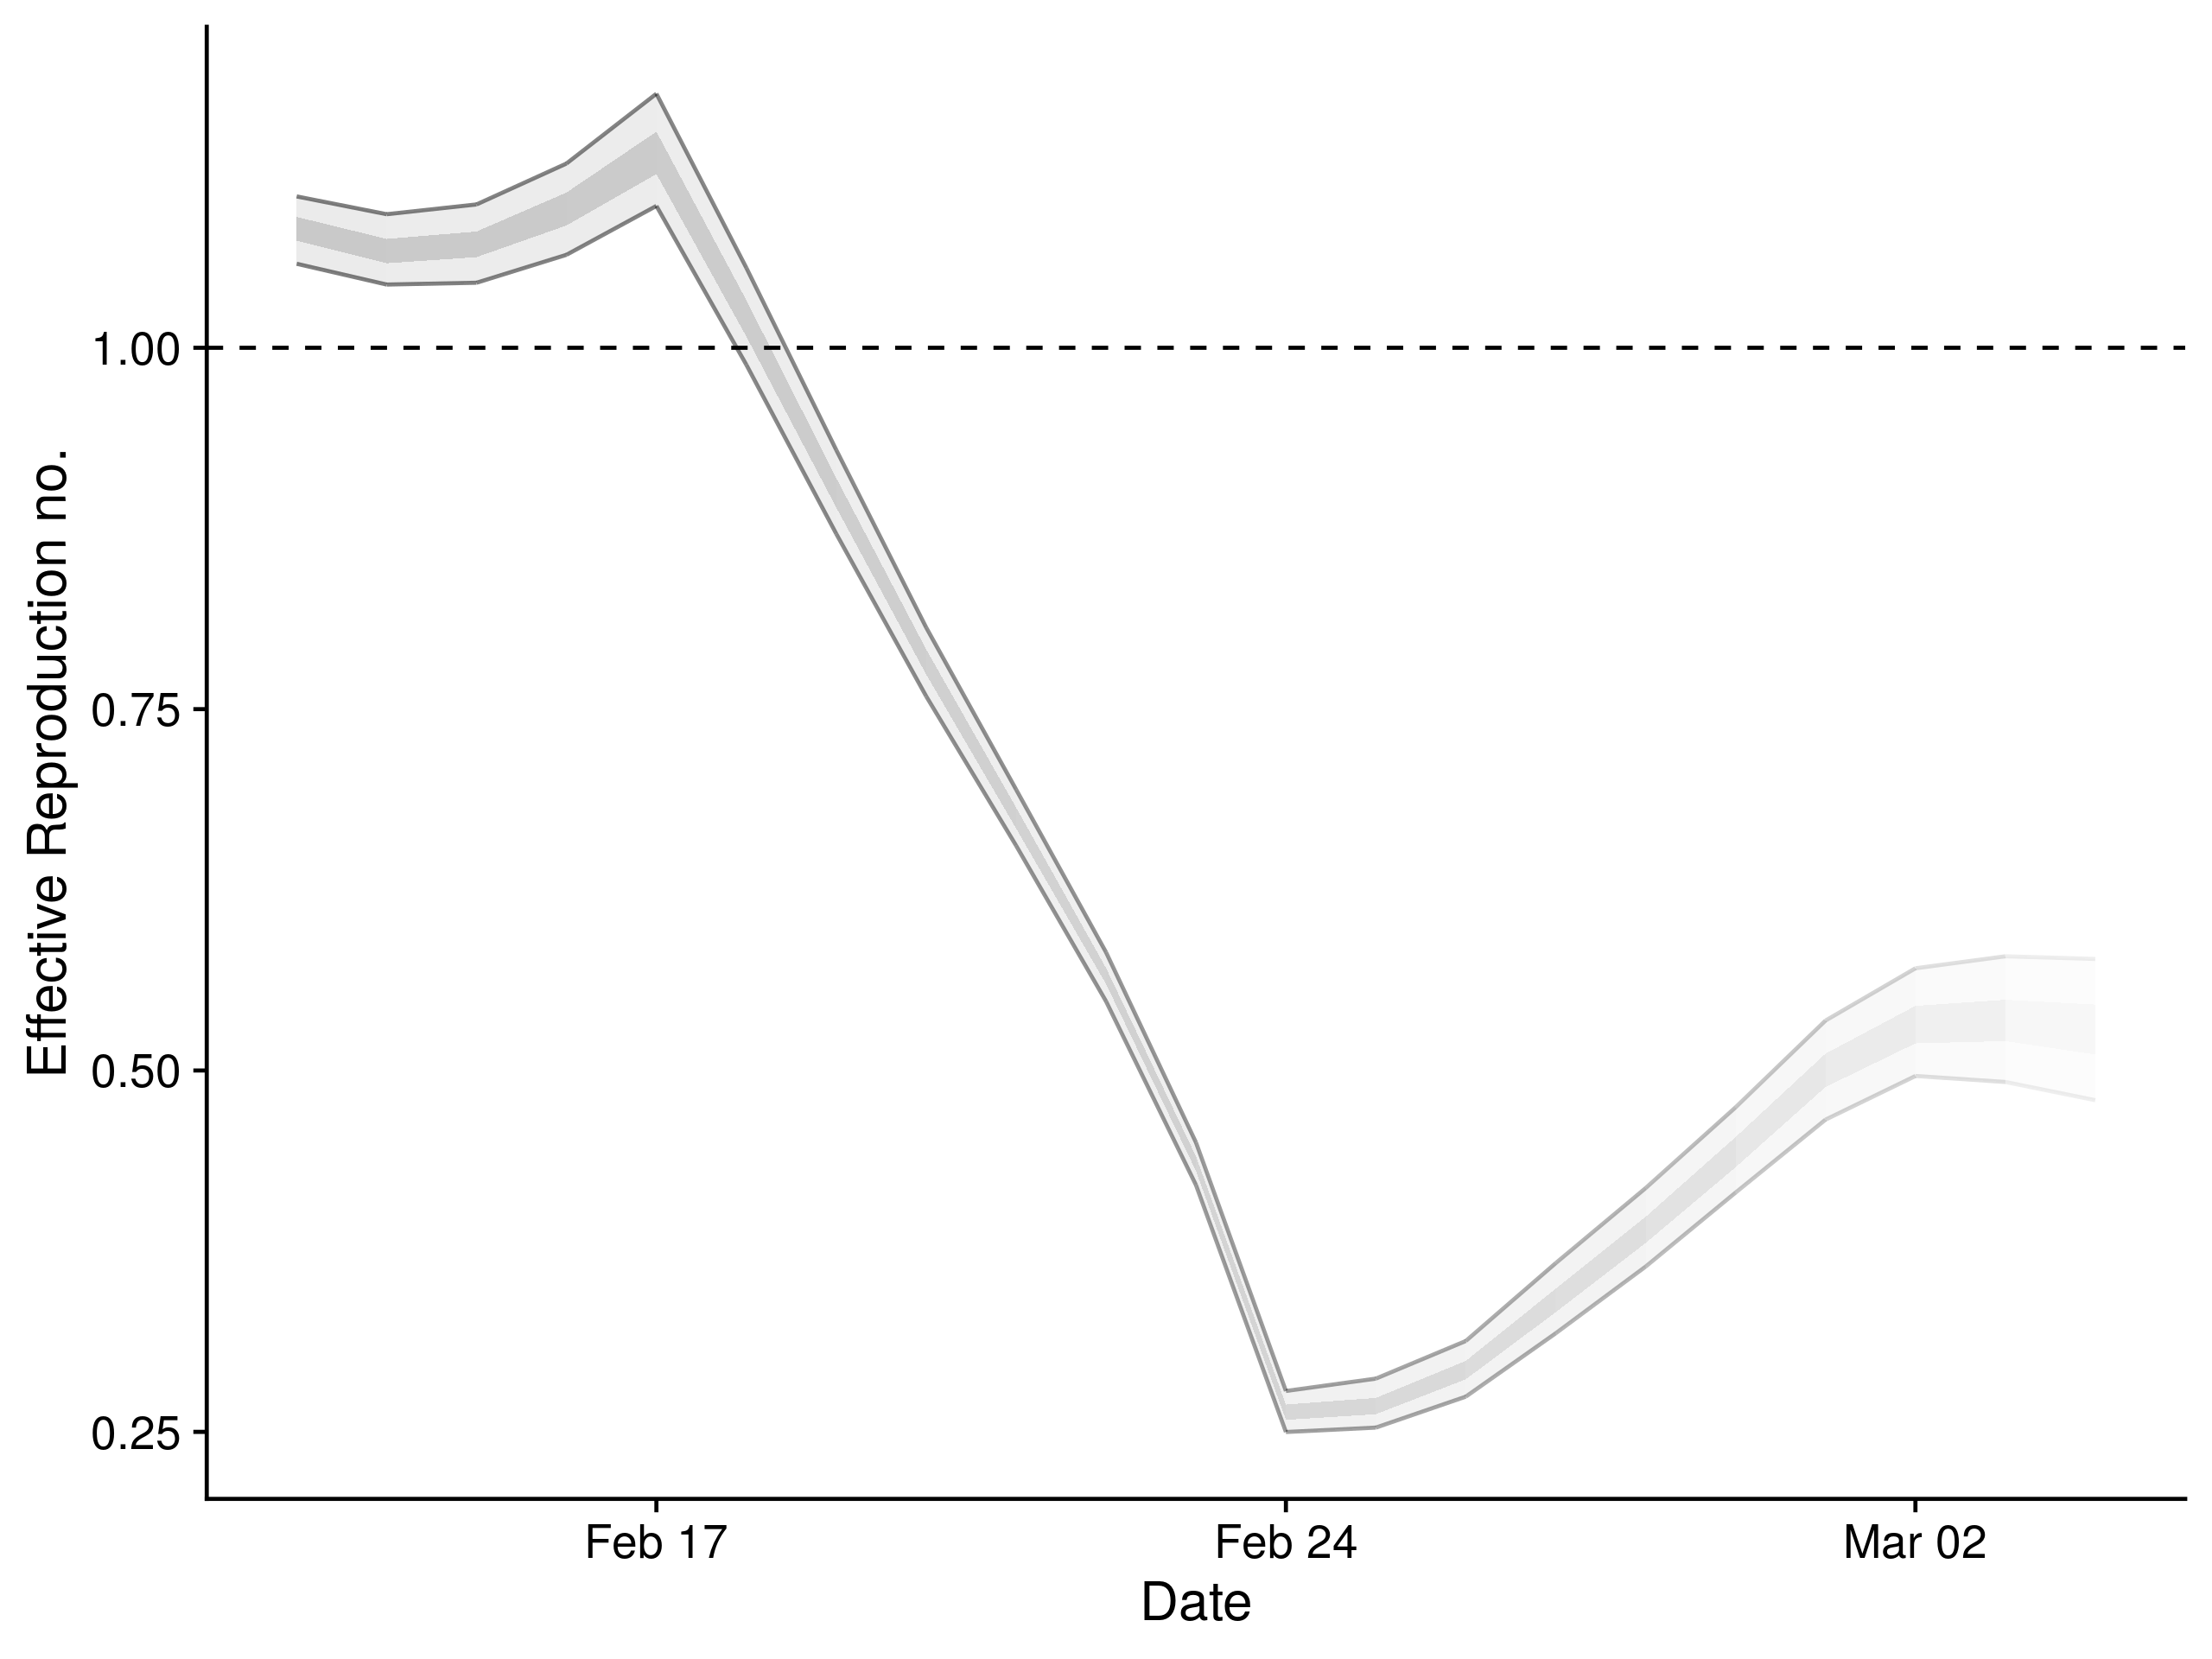 Effective Reproduction no.
1.00
0.75
0.50
0.25
Feb 17
Feb 24
Mar 02
Date